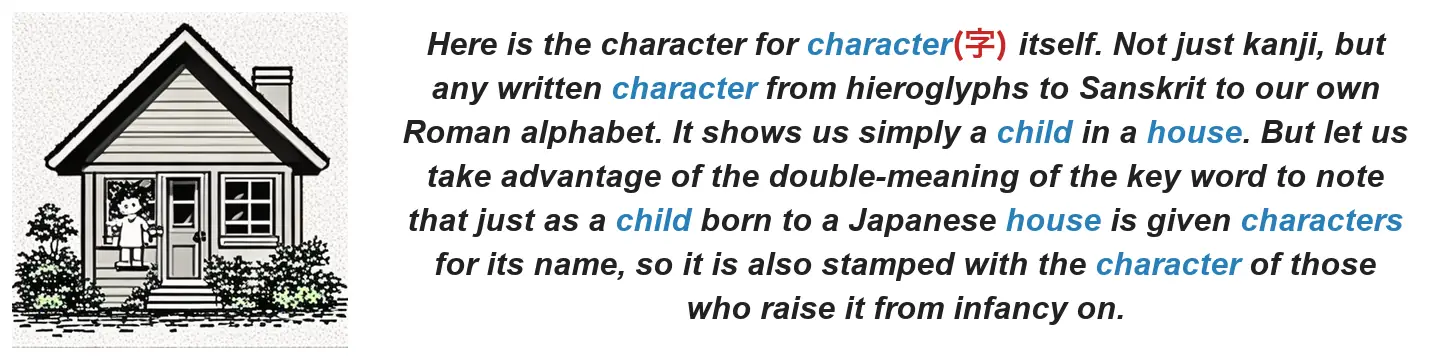 Here is the character for character(字) itself. Not just kanji, but
any written character from hieroglyphs to Sanskrit to our own
Roman alphabet. It shows us simply a child in a house. But let us
take advantage of the double-meaning of the key word to note
that just as a child born to a Japanese house is given characters
for its name, so it is also stamped with the character of those
who raise it from infancy on.